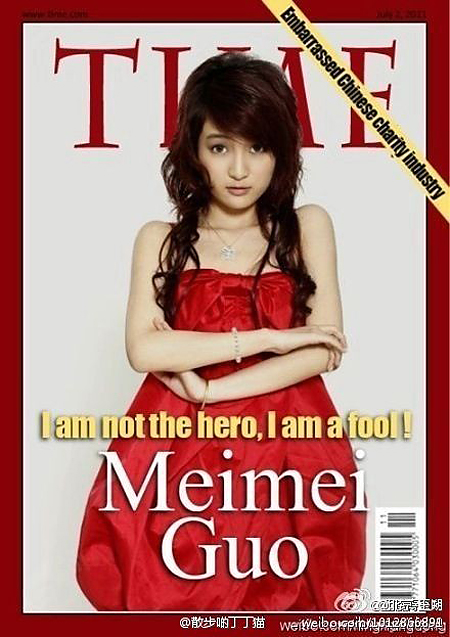 www.time.com
July 2, 2011
TIME
Embarrassed Chinese charity industry
I am not the hero, I am a fool !
Meimei
Guo
11
@散步啲丁丁猫
weibo.com/n/1012866891